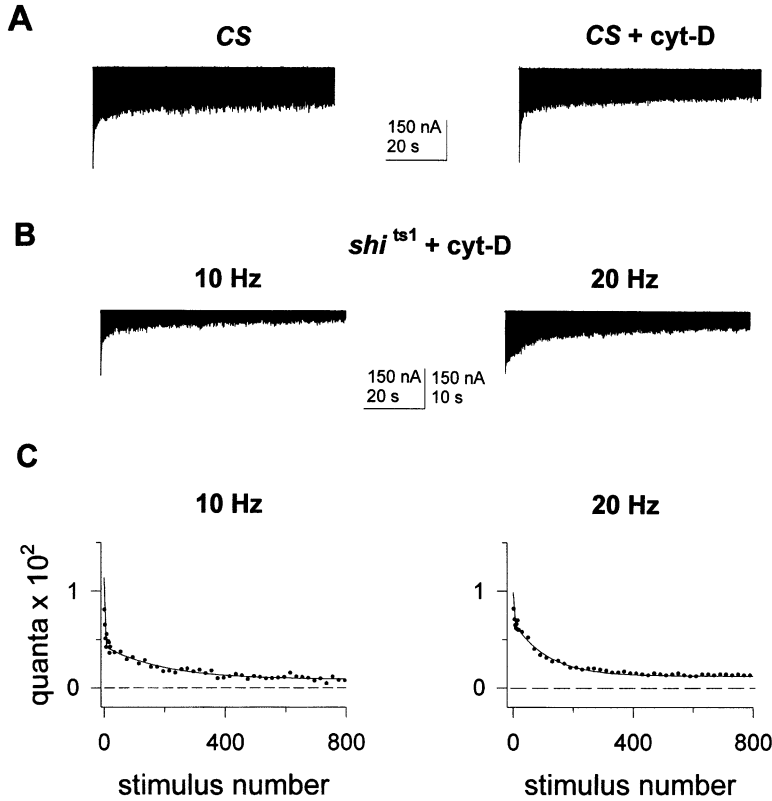 A
CS
CS + cyt-D
150 nA
20 s
B
shi ts1 + cyt-D
10 Hz
20 Hz
150 nA 150 nA
20 s 10 s
C
10 Hz
20 Hz
quanta x 10²
1
0
0 400 800
stimulus number
1
0
0 400 800
stimulus number